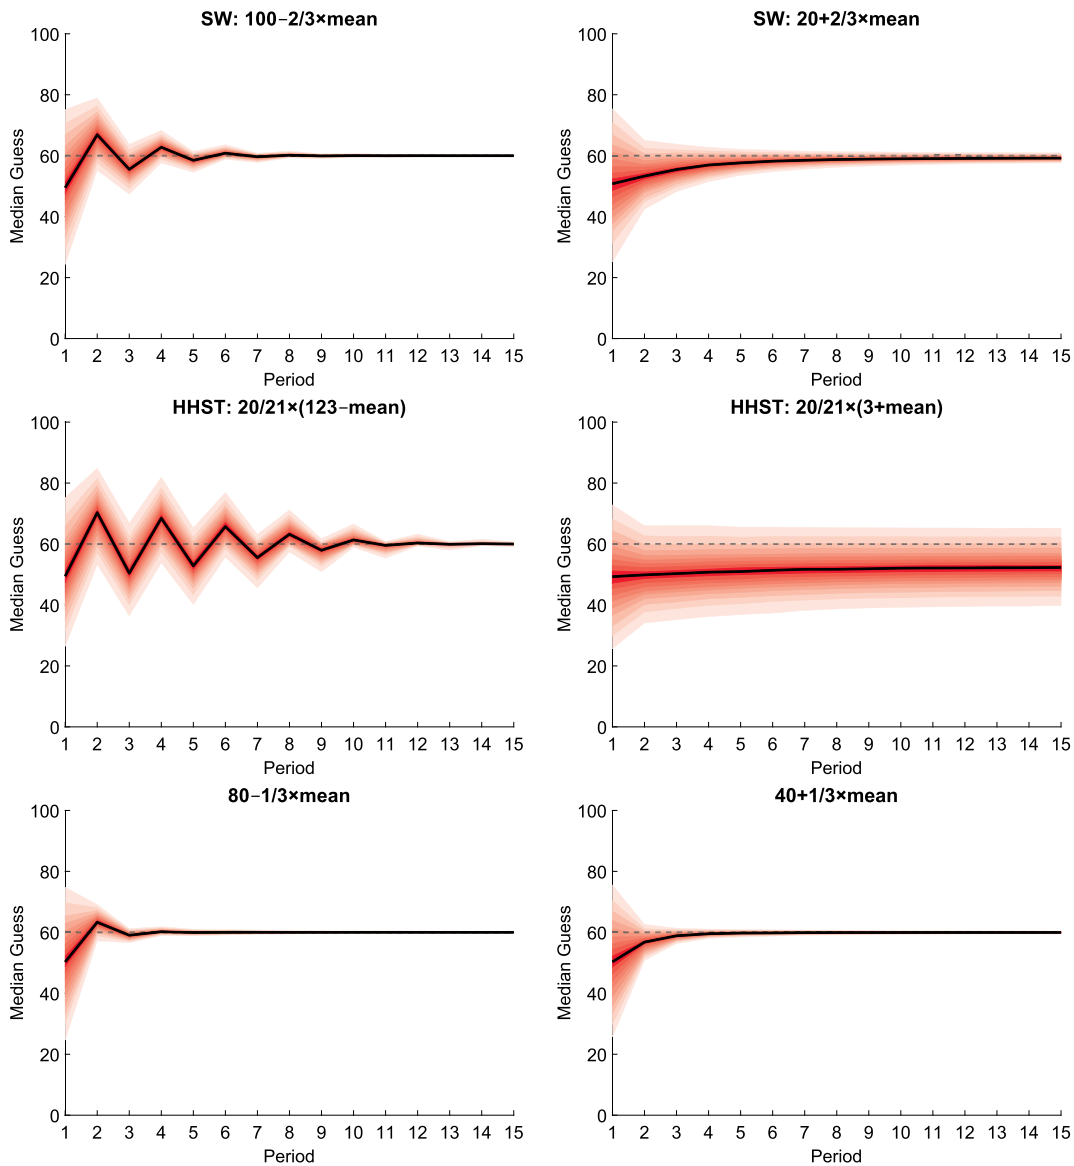 SW: 100−2/3×mean
SW: 20+2/3×mean
100
80
60
40
20
0
Median Guess
1 2 3 4 5 6 7 8 9 10 11 12 13 14 15
Period
100
80
60
40
20
0
Median Guess
1 2 3 4 5 6 7 8 9 10 11 12 13 14 15
Period
HHST: 20/21×(123−mean)
HHST: 20/21×(3+mean)
100
80
60
40
20
0
Median Guess
1 2 3 4 5 6 7 8 9 10 11 12 13 14 15
Period
100
80
60
40
20
0
Median Guess
1 2 3 4 5 6 7 8 9 10 11 12 13 14 15
Period
80−1/3×mean
40+1/3×mean
100
80
60
40
20
0
Median Guess
1 2 3 4 5 6 7 8 9 10 11 12 13 14 15
Period
100
80
60
40
20
0
Median Guess
1 2 3 4 5 6 7 8 9 10 11 12 13 14 15
Period